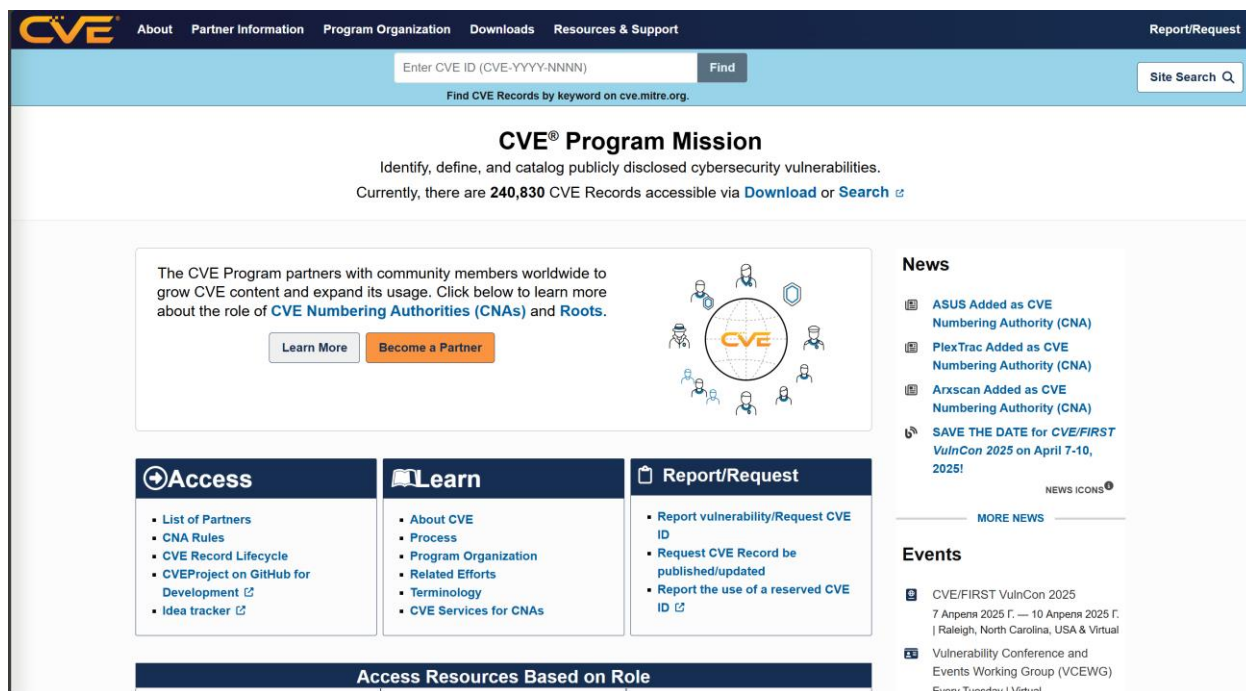 CVE®
About Partner Information Program Organization Downloads Resources & Support Report/Request
Enter CVE ID (CVE-YYYY-NNNN) Find
Site Search
Find CVE Records by keyword on cve.mitre.org.
CVE® Program Mission
Identify, define, and catalog publicly disclosed cybersecurity vulnerabilities.
Currently, there are 240,830 CVE Records accessible via Download or Search
The CVE Program partners with community members worldwide to
grow CVE content and expand its usage. Click below to learn more
about the role of CVE Numbering Authorities (CNAs) and Roots.
Learn More Become a Partner
CVE
Access
List of Partners
CNA Rules
CVE Record Lifecycle
CVEProject on GitHub for
Development
Idea tracker
Learn
About CVE
Process
Program Organization
Related Efforts
Terminology
CVE Services for CNAs
Report/Request
Report vulnerability/Request CVE
ID
Request CVE Record be
published/updated
Report the use of a reserved CVE
ID
Access Resources Based on Role
News
ASUS Added as CVE
Numbering Authority (CNA)
PlexTrac Added as CVE
Numbering Authority (CNA)
Arxscan Added as CVE
Numbering Authority (CNA)
SAVE THE DATE for CVE/FIRST
VulnCon 2025 on April 7-10,
2025!
NEWS ICONS
MORE NEWS
Events
CVE/FIRST VulnCon 2025
7 Апреля 2025 Г. — 10 Апреля 2025 Г.
| Raleigh, North Carolina, USA & Virtual
Vulnerability Conference and
Events Working Group (VCEWG)
Every Tuesday | Virtual